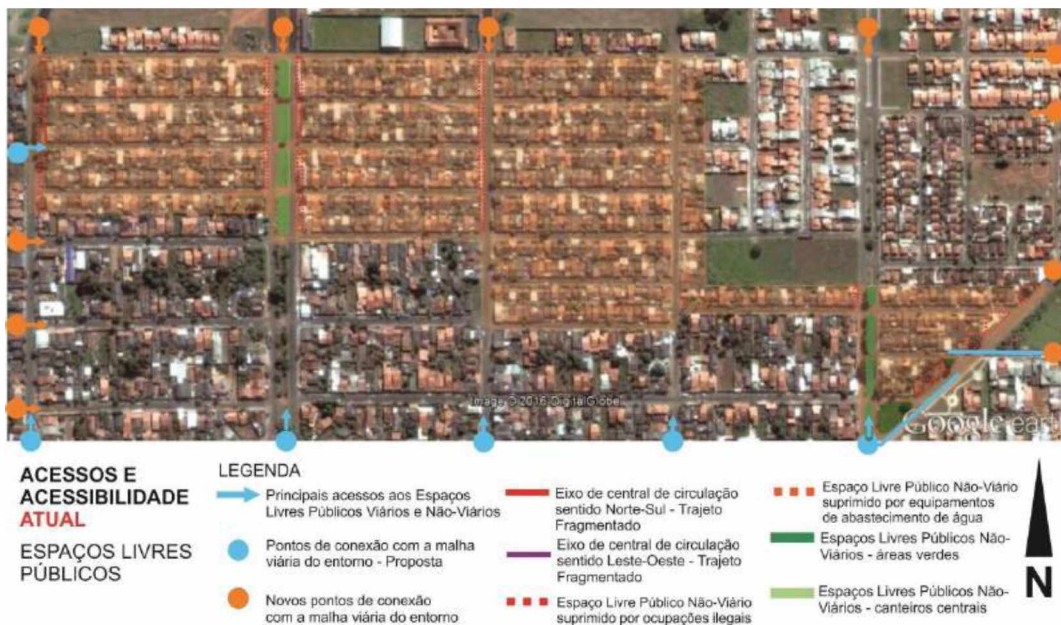 Image © 2016 DigitalGlobe
Google earth
ACESSOS E
ACESSIBILIDADE
ATUAL
ESPAÇOS LIVRES
PÚBLICOS
LEGENDA
Principais acessos aos Espaços
Livres Públicos Viários e Não-Viários
Pontos de conexão com a malha
viária do entorno - Proposta
Novos pontos de conexão
com a malha viária do entorno
Eixo de central de circulação
sentido Norte-Sul - Trajeto
Fragmentado
Eixo de central de circulação
sentido Leste-Oeste - Trajeto
Fragmentado
Espaço Livre Público Não-Viário
suprimido por ocupações ilegais
Espaço Livre Público Não-Viário
suprimido por equipamentos
de abastecimento de água
Espaços Livres Públicos Não-
Viários - áreas verdes
Espaços Livres Públicos Não-
Viários - canteiros centrais
N